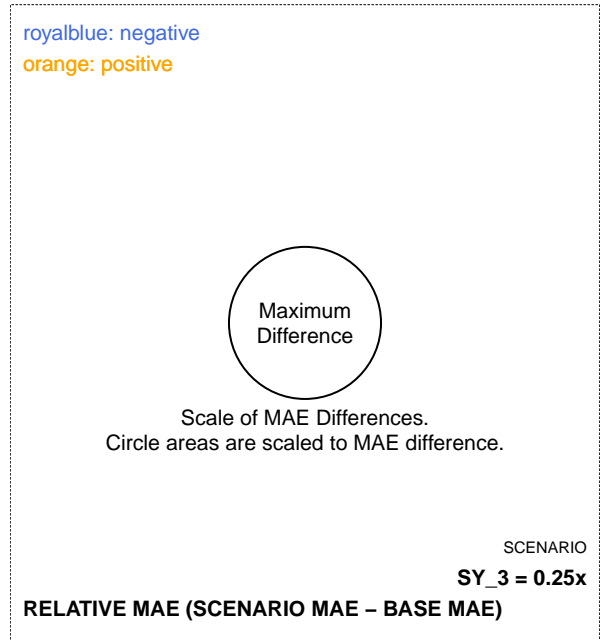 royalblue: negative
orange: positive
Maximum
Difference
Scale of MAE Differences.
Circle areas are scaled to MAE difference.
SCENARIO
SY_3 = 0.25x
RELATIVE MAE (SCENARIO MAE – BASE MAE)